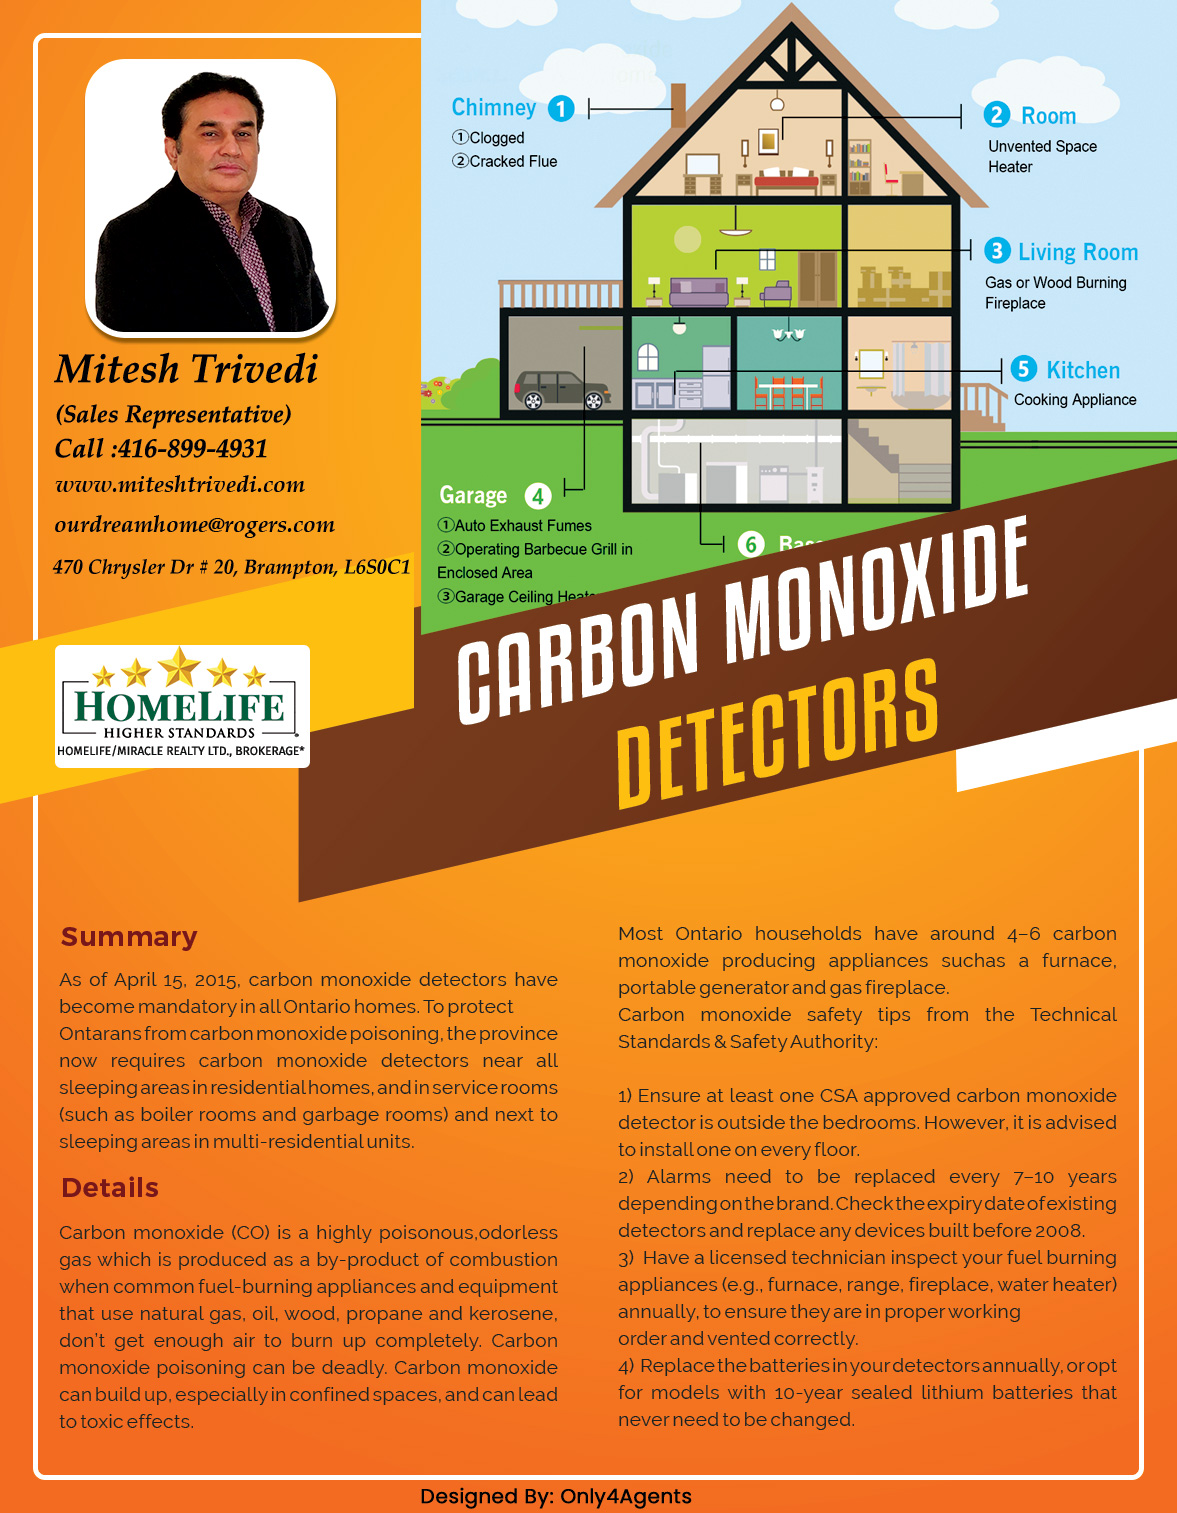 Mitesh Trivedi
(Sales Representative)
Call :416-899-4931
www.miteshtrivedi.com
ourdreamhome@rogers.com
470 Chrysler Dr # 20, Brampton, L6S0C1
HOMELIFE
HIGHER STANDARDS
HOMELIFE/MIRACLE REALTY LTD., BROKERAGE*
Chimney 1
①Clogged
②Cracked Flue
2 Room
Unvented Space
Heater
3 Living Room
Gas or Wood Burning
Fireplace
5 Kitchen
Cooking Appliance
Garage 4
①Auto Exhaust Fumes
②Operating Barbecue Grill in
Enclosed Area
③Garage Ceiling Heater
6
CARBON MONOXIDE
DETECTORS
Summary
As of April 15, 2015, carbon monoxide detectors have
become mandatory in all Ontario homes. To protect
Ontarans from carbon monoxide poisoning, the province
now requires carbon monoxide detectors near all
sleeping areas in residential homes, and in service rooms
(such as boiler rooms and garbage rooms) and next to
sleeping areas in multi-residential units.
Details
Carbon monoxide (CO) is a highly poisonous,odorless
gas which is produced as a by-product of combustion
when common fuel-burning appliances and equipment
that use natural gas, oil, wood, propane and kerosene,
don't get enough air to burn up completely. Carbon
monoxide poisoning can be deadly. Carbon monoxide
can build up, especially in confined spaces, and can lead
to toxic effects.
Most Ontario households have around 4–6 carbon
monoxide producing appliances suchas a furnace,
portable generator and gas fireplace.
Carbon monoxide safety tips from the Technical
Standards & Safety Authority:
1) Ensure at least one CSA approved carbon monoxide
detector is outside the bedrooms. However, it is advised
to install one on every floor.
2) Alarms need to be replaced every 7–10 years
depending on the brand. Check the expiry date of existing
detectors and replace any devices built before 2008.
3) Have a licensed technician inspect your fuel burning
appliances (e.g., furnace, range, fireplace, water heater)
annually, to ensure they are in proper working
order and vented correctly.
4) Replace the batteries in your detectors annually, or opt
for models with 10-year sealed lithium batteries that
never need to be changed.
Designed By: Only4Agents